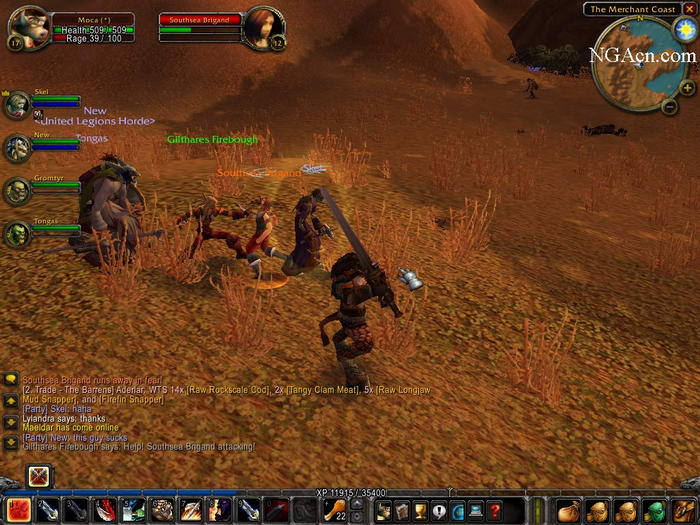 Moca (*)
Health 509 / 509
Rage 39 / 100
17
Southsea Brigand
12
The Merchant Coast
N
NGAcn.com
Skel
New
Gromtyr
Tongas
New
<United Legions Horde>
Tongas
Gilthares Firebough
Southsea Brigand
Skel
Southsea Brigand runs away in fear!
[2. Trade - The Barrens] Adenar, WTS 14x [Raw Rockscale Cod], 2x [Tangy Clam Meat], 5x [Raw Longjaw
Mud Snapper], and [Firefin Snapper]
[Party] Skel: haha
Lyiandra says: thanks
Maeldar has come online
[Party] New: this guy sucks
Gilthares Firebough says: Help! Southsea Brigand attacking!
XP 11915 / 35400
22